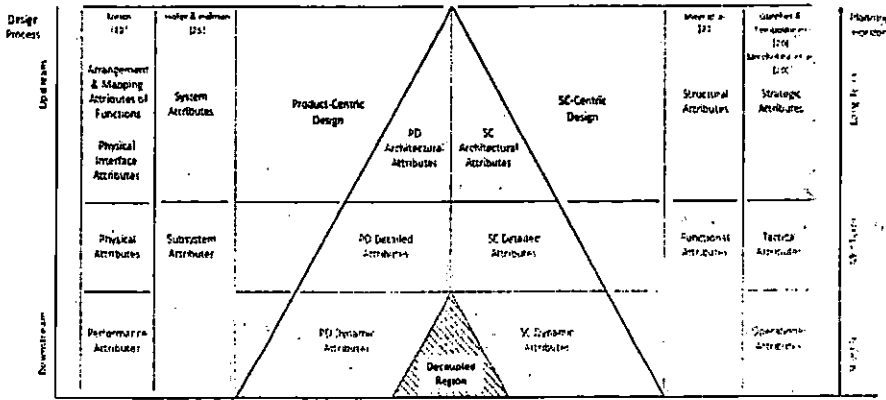 Design
Process
Planning
Upstream
Arrangement
& Mapping
Attributes of
Functions
Physical
Interface
Attributes
System
Attributes
Product-Centric
Design
PD
Architectural
Attributes
SC
Architectural
Attributes
SC-Centric
Design
Structural
Attributes
Strategic
Attributes
Physical
Attributes
Subsystem
Attributes
PD Detailed
Attributes
SC Detailed
Attributes
Functional
Attributes
Tactical
Attributes
Downstream
Performance
Attributes
PD Dynamic
Attributes
Decoupled
Region
SC Dynamic
Attributes
Attributes